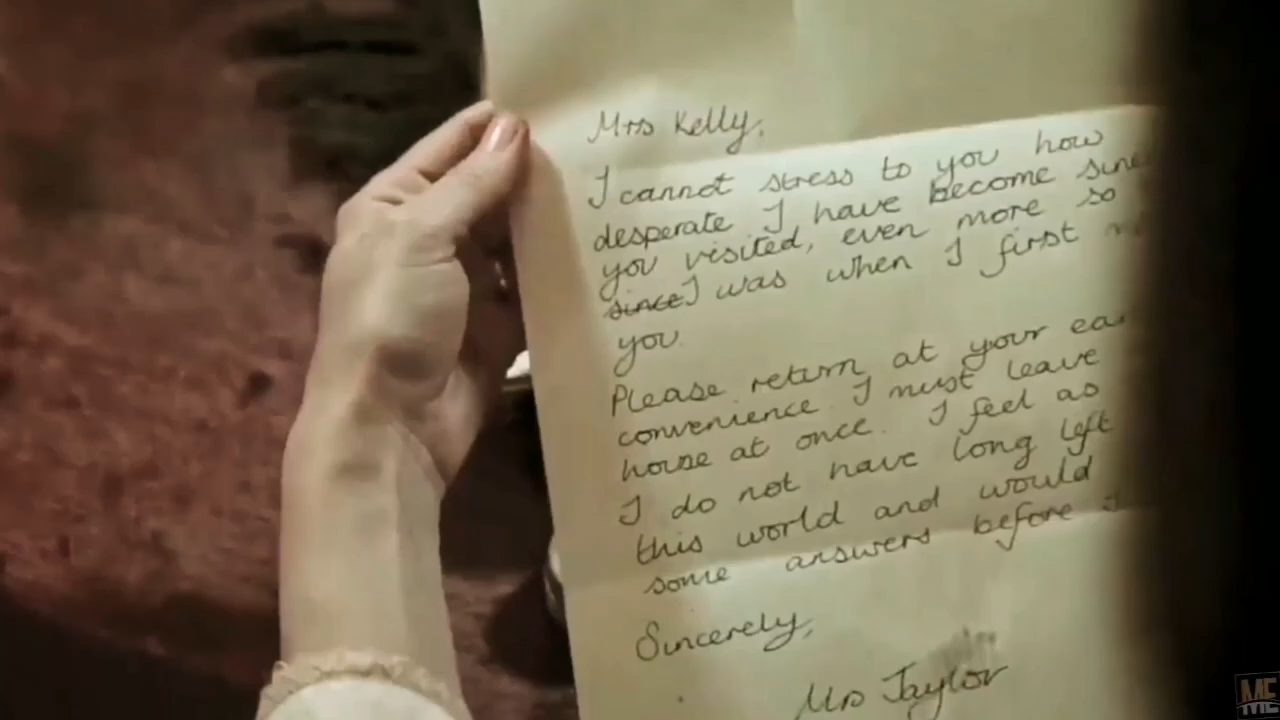 Mrs Kelly,
I cannot stress to you how
desperate I have become
you visited, even more so
since I was when I first
you.
Please return at your
convenience I must leave
house at once. I feel as
I do not have long left
this world and would
some answers before I
Sincerely,
Mrs Taylor
ME